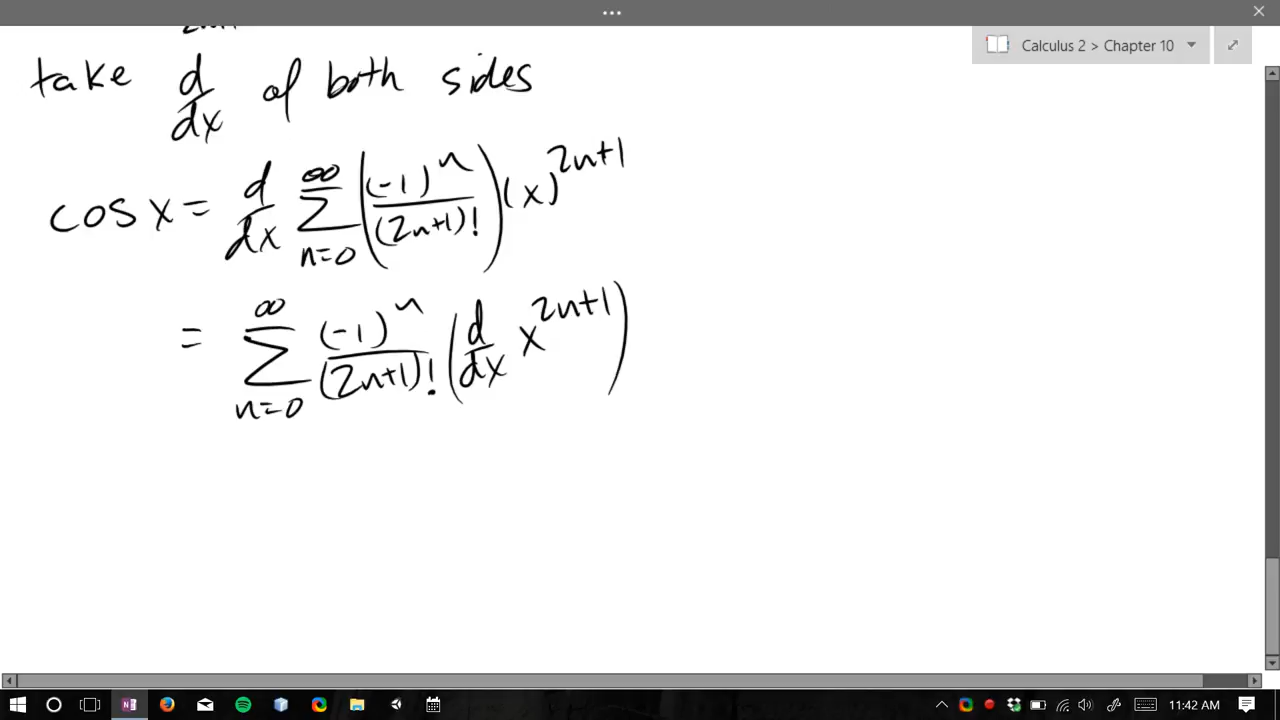 ...
Calculus 2 > Chapter 10
take d/dx of both sides
cos x = d/dx ∑_{n=0}^{∞} ((-1)^n/(2n+1)!) (x)^{2n+1}
= ∑_{n=0}^{∞} (-1)^n/(2n+1)! (d/dx x^{2n+1})
11:42 AM